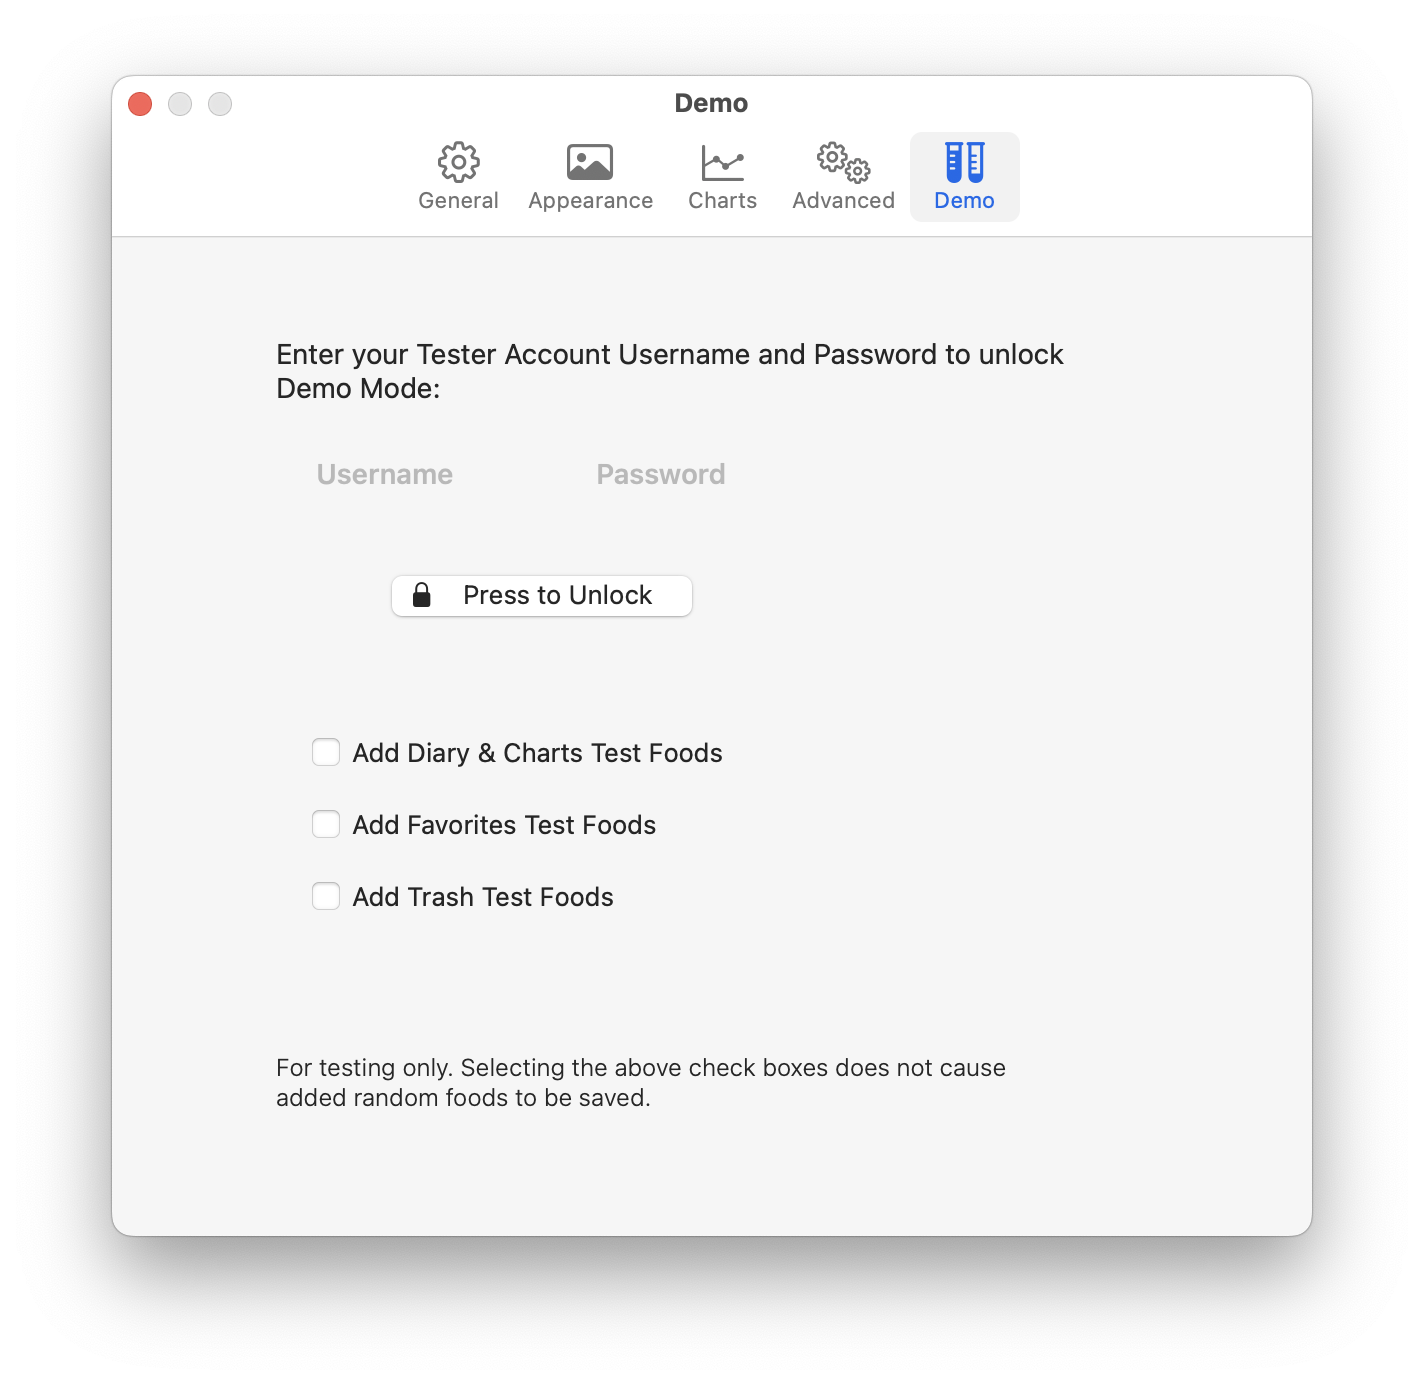 Demo
General Appearance Charts Advanced Demo
Enter your Tester Account Username and Password to unlock
Demo Mode:
Username Password
Press to Unlock
Add Diary & Charts Test Foods
Add Favorites Test Foods
Add Trash Test Foods
For testing only. Selecting the above check boxes does not cause
added random foods to be saved.